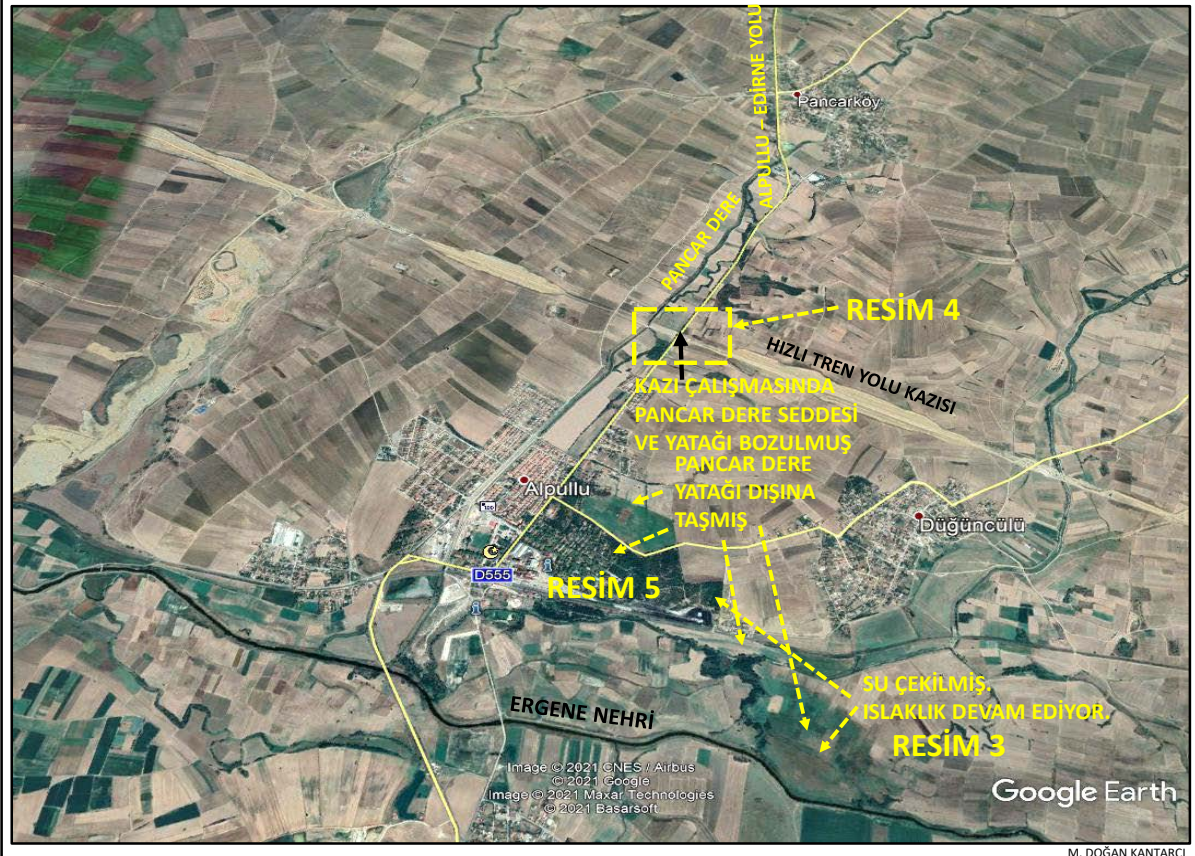 ALPULLU – EDİRNE YOLU
Pancarköy
PANCAR DERE
RESİM 4
HIZLI TREN YOLU KAZISI
KAZI ÇALIŞMASINDA
PANCAR DERE SEDDESİ
VE YATAĞI BOZULMUŞ
PANCAR DERE
YATAĞI DIŞINA
TAŞMIŞ
Alpullu
Düğüncülü
D555
RESİM 5
SU ÇEKİLMİŞ.
ISLAKLIK DEVAM EDİYOR.
RESİM 3
ERGENE NEHRİ
Image © 2021 CNES / Airbus
© 2021 Google
Image © 2021 Maxar Technologies
© 2021 Basarsoft
Google Earth
M. DOĞAN KANTARCI